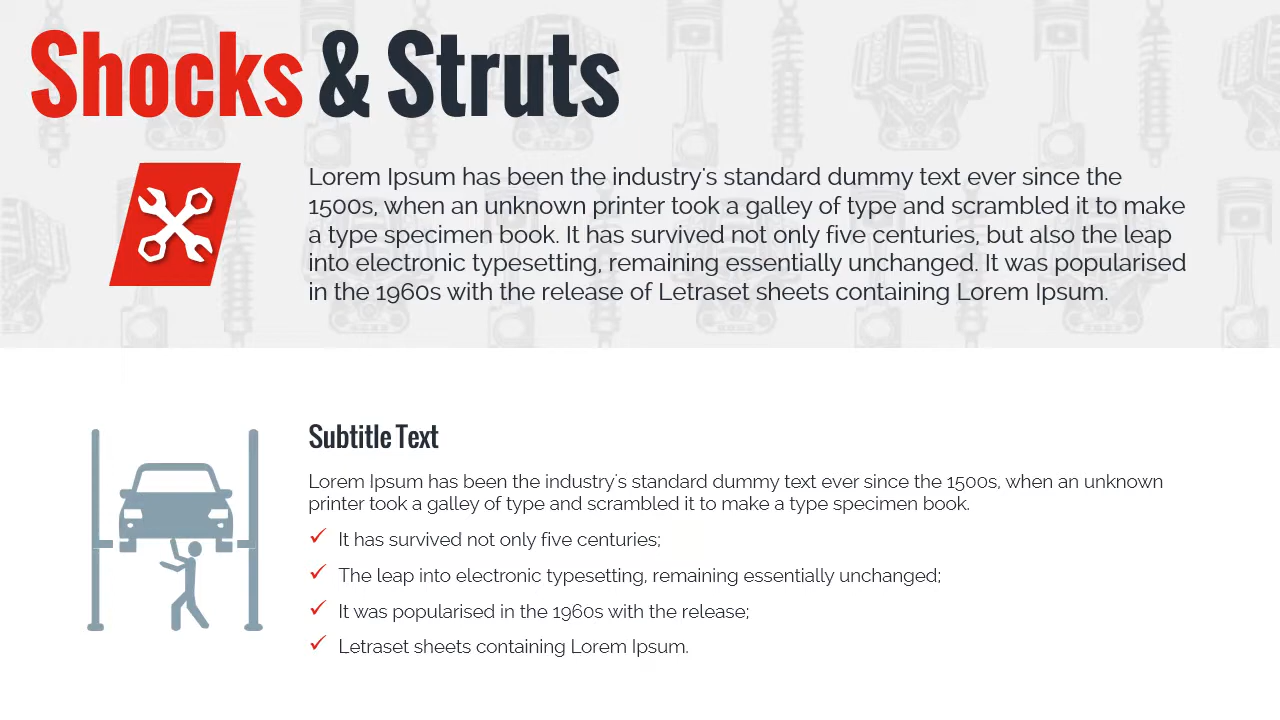 Shocks & Struts
Lorem Ipsum has been the industry's standard dummy text ever since the
1500s, when an unknown printer took a galley of type and scrambled it to make
a type specimen book. It has survived not only five centuries, but also the leap
into electronic typesetting, remaining essentially unchanged. It was popularised
in the 1960s with the release of Letraset sheets containing Lorem Ipsum.
Subtitle Text
Lorem Ipsum has been the industry's standard dummy text ever since the 1500s, when an unknown
printer took a galley of type and scrambled it to make a type specimen book.
It has survived not only five centuries;
The leap into electronic typesetting, remaining essentially unchanged;
It was popularised in the 1960s with the release;
Letraset sheets containing Lorem Ipsum.